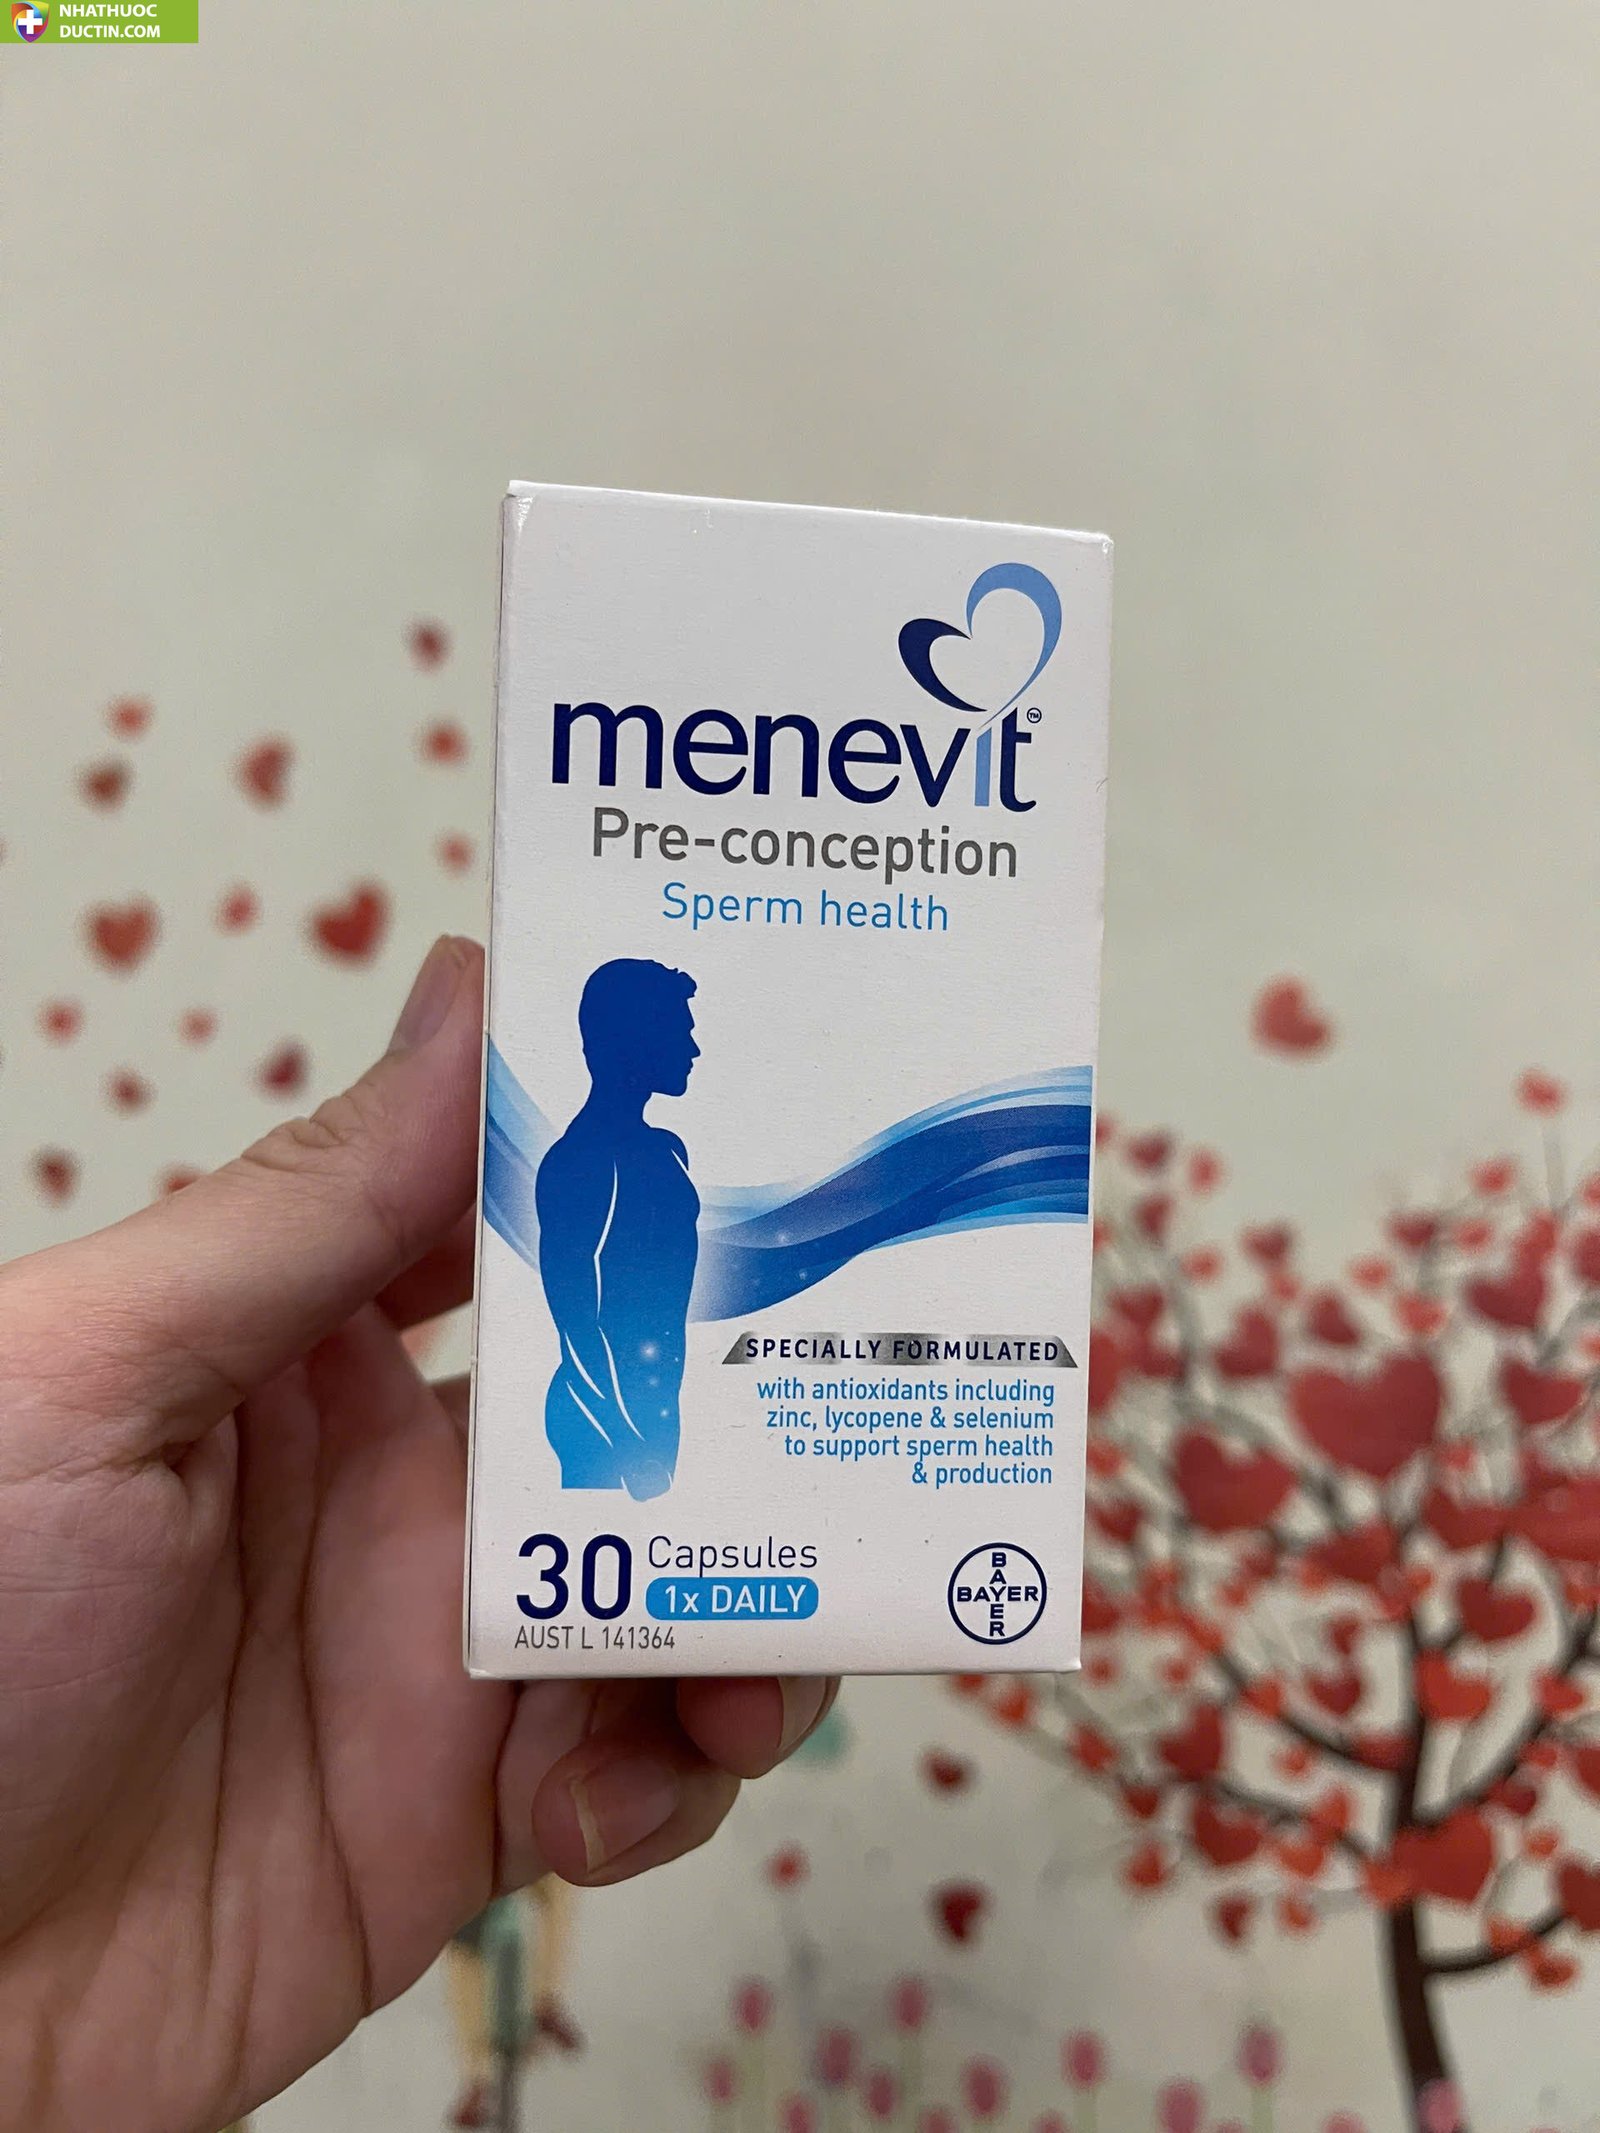 NHATHUOC
DUCTIN.COM
menevit™
Pre-conception
Sperm health
SPECIALLY FORMULATED
with antioxidants including
zinc, lycopene & selenium
to support sperm health
& production
30 Capsules
1x DAILY
AUST L 141364
BAYER
BAYER